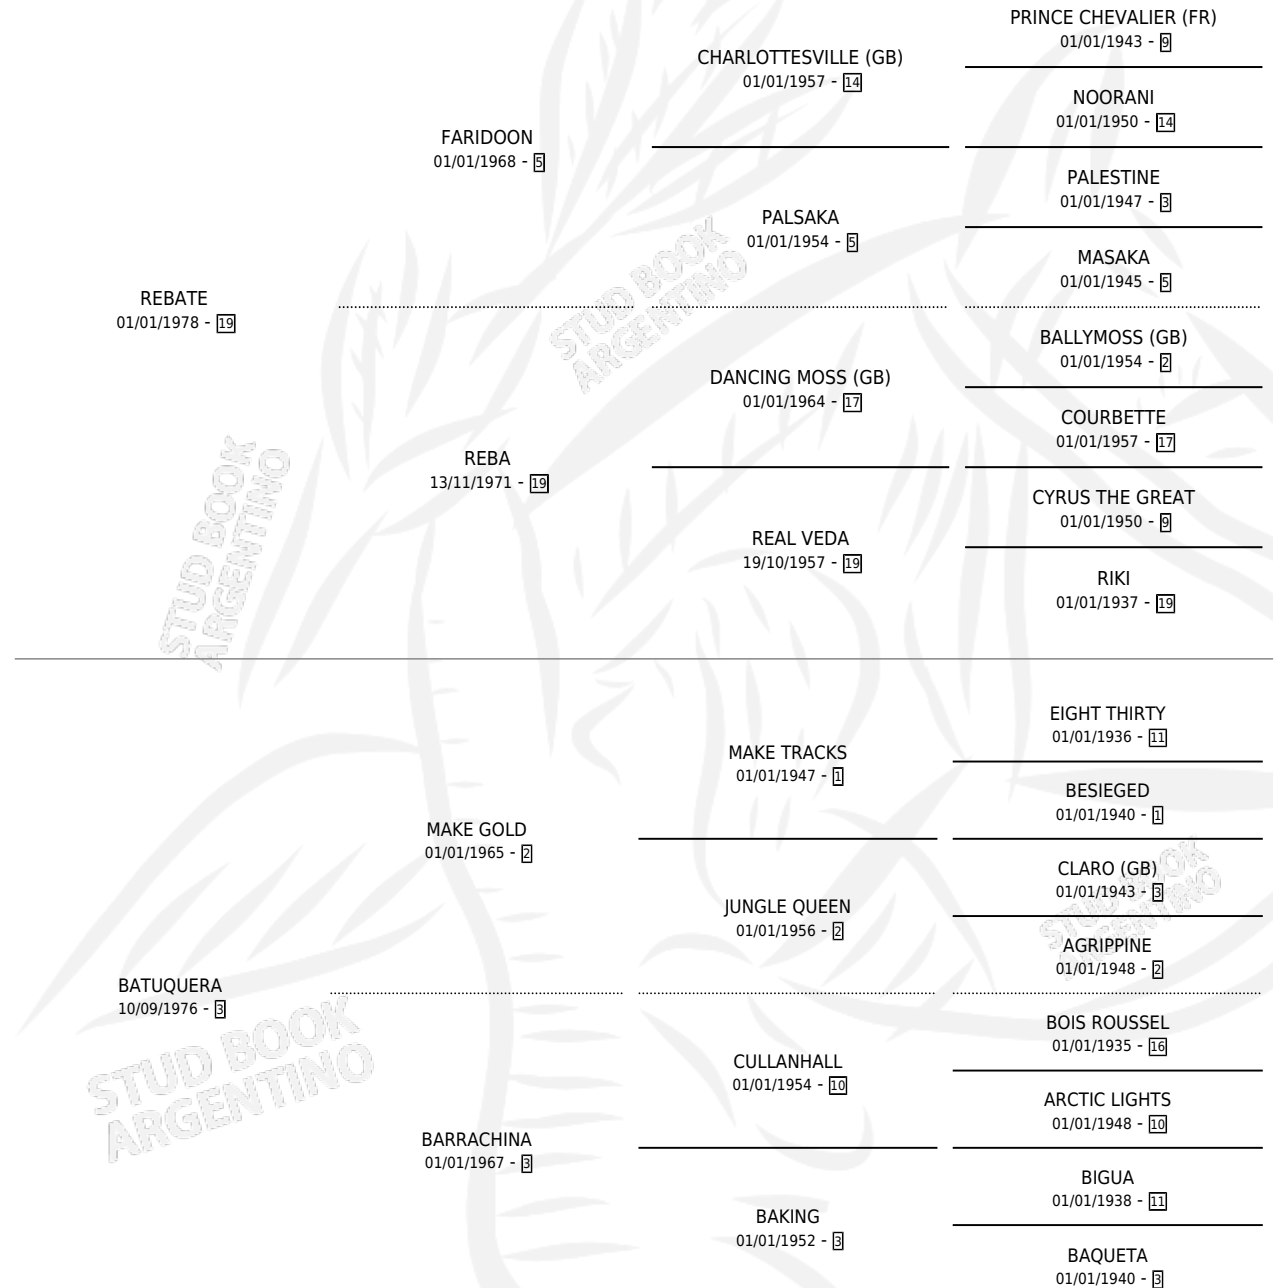 PRINCE CHEVALIER (FR)
01/01/1943 - 9
CHARLOTTESVILLE (GB)
01/01/1957 - 14
NOORANI
01/01/1950 - 14
FARIDOON
01/01/1968 - 5
PALESTINE
01/01/1947 - 3
PALSAKA
01/01/1954 - 5
MASAKA
01/01/1945 - 5
REBATE
01/01/1978 - 19
STUD BOOK
ARGENTINO
BALLYMOSS (GB)
01/01/1954 - 2
DANCING MOSS (GB)
01/01/1964 - 17
COURBETTE
01/01/1957 - 17
REBA
13/11/1971 - 19
CYRUS THE GREAT
01/01/1950 - 9
REAL VEDA
19/10/1957 - 19
RIKI
01/01/1937 - 19
STUD BOOK
ARGENTINO
EIGHT THIRTY
01/01/1936 - 11
MAKE TRACKS
01/01/1947 - 1
BESIEGED
01/01/1940 - 1
MAKE GOLD
01/01/1965 - 2
CLARO (GB)
01/01/1943 - 3
JUNGLE QUEEN
01/01/1956 - 2
AGRIPPINE
01/01/1948 - 2
STUD BOOK
ARGENTINO
BATUQUERA
10/09/1976 - 3
BOIS ROUSSEL
01/01/1935 - 16
CULLANHALL
01/01/1954 - 10
ARCTIC LIGHTS
01/01/1948 - 10
STUD BOOK
ARGENTINO
BARRACHINA
01/01/1967 - 3
BIGUA
01/01/1938 - 11
BAKING
01/01/1952 - 3
BAQUETA
01/01/1940 - 3